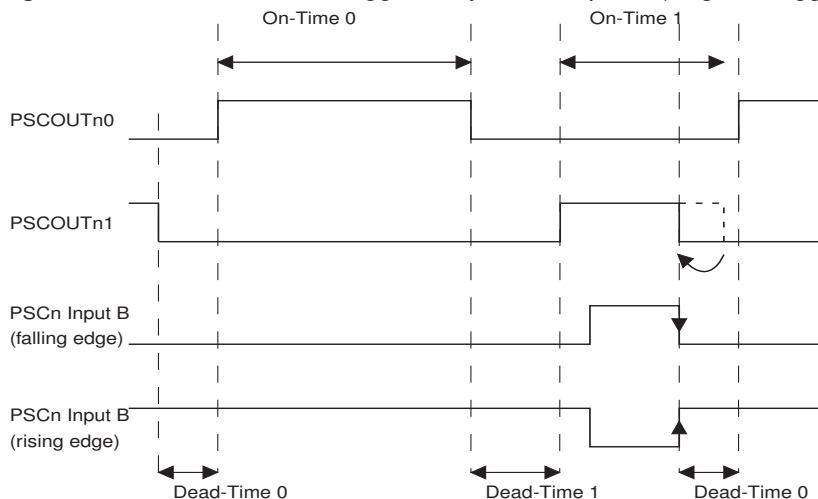 On-Time 0
On-Time 1
PSCOUTn0
PSCOUTn1
PSCn Input B
(falling edge)
PSCn Input B
(rising edge)
Dead-Time 0
Dead-Time 1
Dead-Time 0